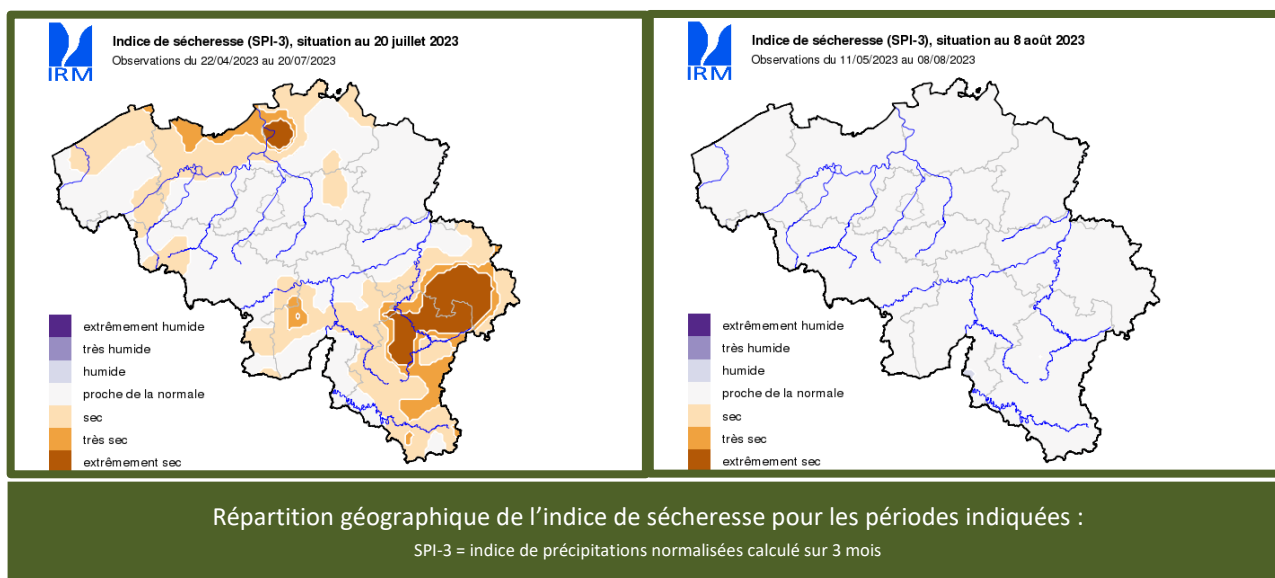 IRM
Indice de sécheresse (SPI-3), situation au 20 juillet 2023
Observations du 22/04/2023 au 20/07/2023
extrêmement humide
très humide
humide
proche de la normale
sec
très sec
extrêmement sec
IRM
Indice de sécheresse (SPI-3), situation au 8 août 2023
Observations du 11/05/2023 au 08/08/2023
extrêmement humide
très humide
humide
proche de la normale
sec
très sec
extrêmement sec
Répartition géographique de l’indice de sécheresse pour les périodes indiquées :
SPI-3 = indice de précipitations normalisées calculé sur 3 mois